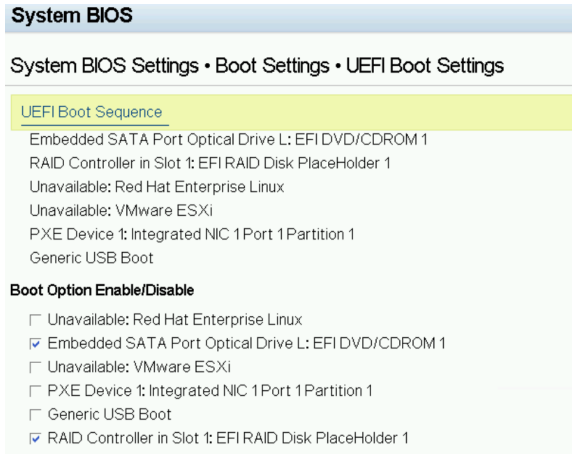 System BIOS
System BIOS Settings • Boot Settings • UEFI Boot Settings
UEFI Boot Sequence
Embedded SATA Port Optical Drive L: EFI DVD/CDROM 1
RAID Controller in Slot 1: EFI RAID Disk PlaceHolder 1
Unavailable: Red Hat Enterprise Linux
Unavailable: VMware ESXi
PXE Device 1: Integrated NIC 1 Port 1 Partition 1
Generic USB Boot
Boot Option Enable/Disable
Unavailable: Red Hat Enterprise Linux
Embedded SATA Port Optical Drive L: EFI DVD/CDROM 1
Unavailable: VMware ESXi
PXE Device 1: Integrated NIC 1 Port 1 Partition 1
Generic USB Boot
RAID Controller in Slot 1: EFI RAID Disk PlaceHolder 1